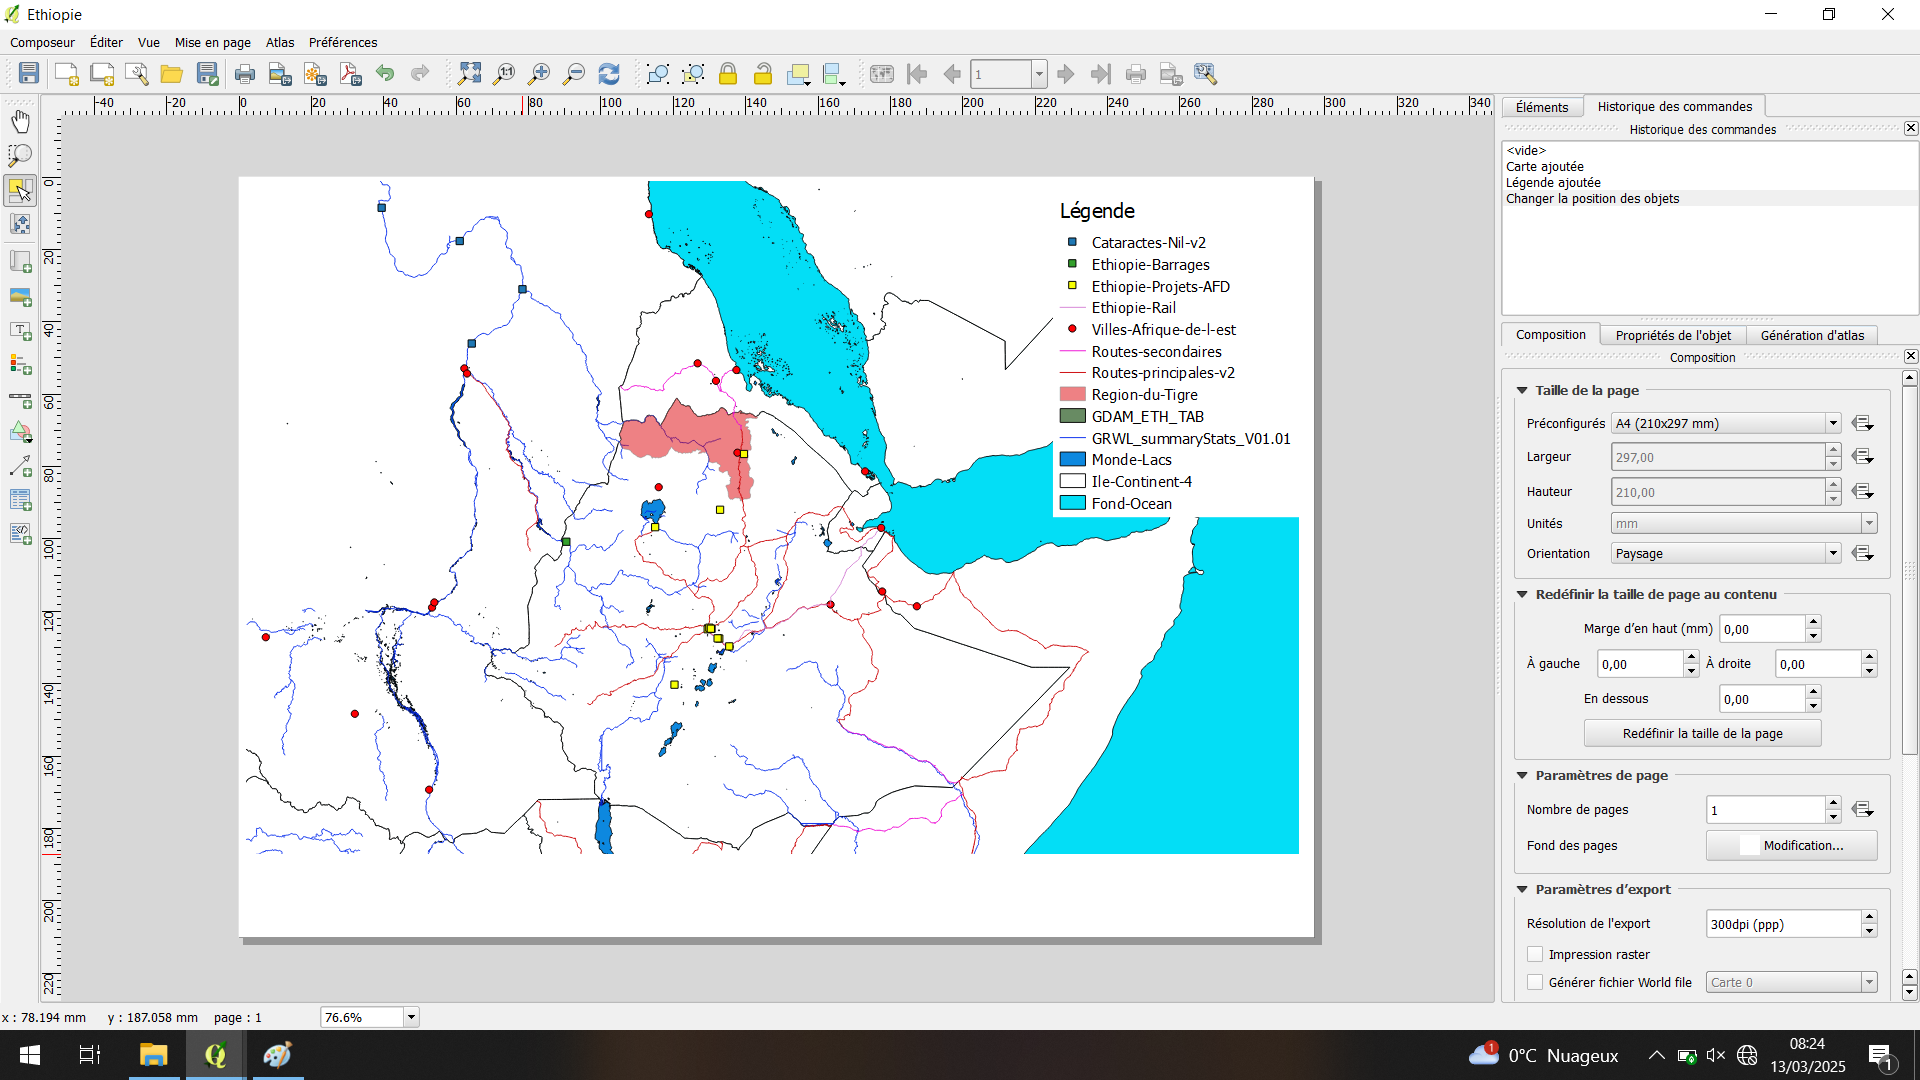 Ethiopie
Composeur Éditer Vue Mise en page Atlas Préférences
1:1
1
-40 -20 0 20 40 60 80 100 120 140 160 180 200 220 240 260 280 300 320 340
0
20
40
60
80
100
120
140
160
180
200
220
Légende
Cataractes-Nil-v2
Ethiopie-Barrages
Ethiopie-Projets-AFD
Ethiopie-Rail
Villes-Afrique-de-l-est
Routes-secondaires
Routes-principales-v2
Region-du-Tigre
GDAM_ETH_TAB
GRWL_summaryStats_V01.01
Monde-Lacs
Ile-Continent-4
Fond-Ocean
Éléments Historique des commandes
Historique des commandes
<vide>
Carte ajoutée
Légende ajoutée
Changer la position des objets
Composition Propriétés de l'objet Génération d'atlas
Composition
Taille de la page
Préconfigurés A4 (210x297 mm)
Largeur 297,00
Hauteur 210,00
Unités mm
Orientation Paysage
Redéfinir la taille de page au contenu
Marge d'en haut (mm) 0,00
À gauche 0,00 À droite 0,00
En dessous 0,00
Redéfinir la taille de la page
Paramètres de page
Nombre de pages 1
Fond des pages Modification...
Paramètres d'export
Résolution de l'export 300dpi (ppp)
Impression raster
Générer fichier World file Carte 0
x : 78.194 mm y : 187.058 mm page : 1 76.6%
1 0°C Nuageux
08:24
13/03/2025
1